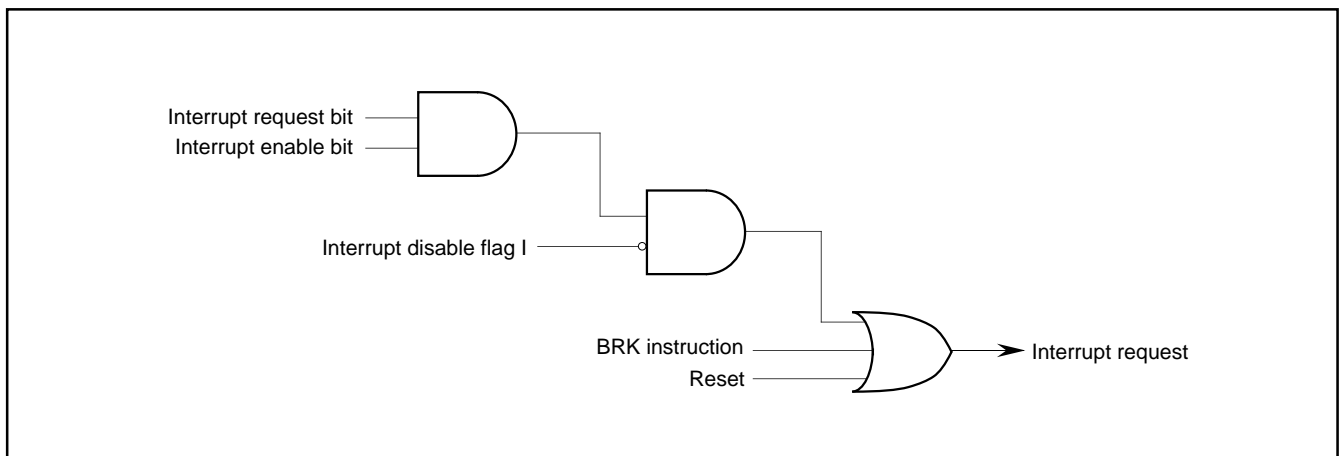 Interrupt request bit
Interrupt enable bit
Interrupt disable flag I
BRK instruction
Reset
Interrupt request